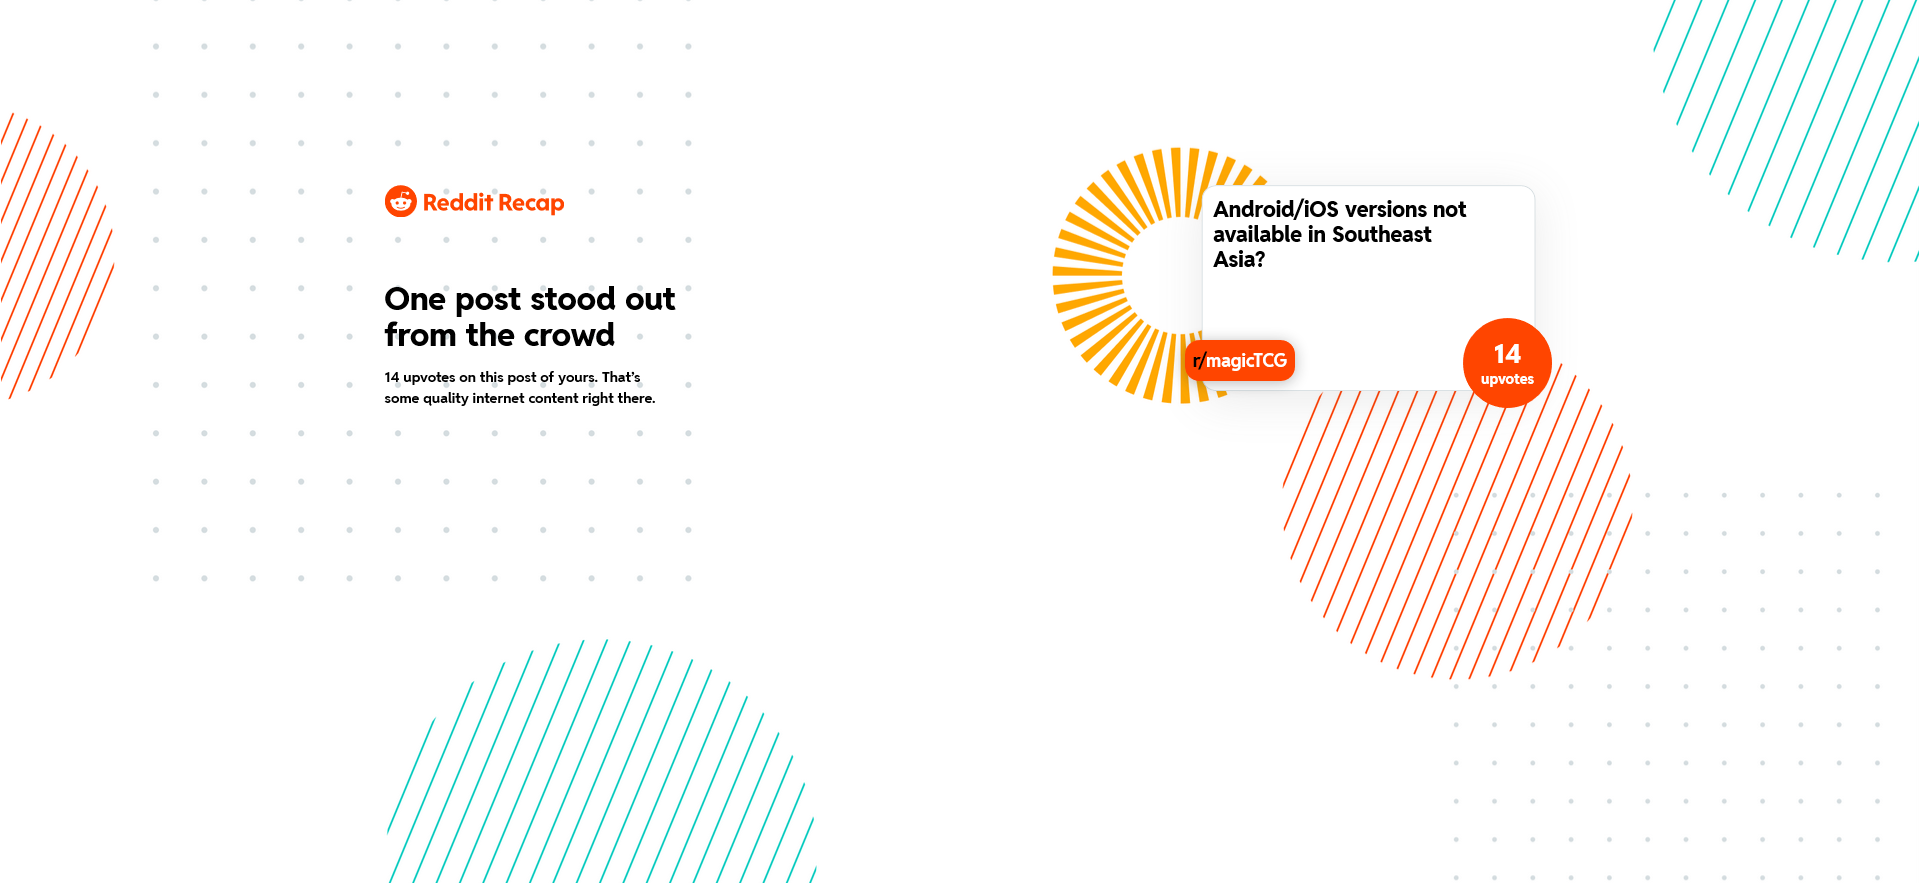 Reddit Recap
One post stood out
from the crowd
14 upvotes on this post of yours. That's
some quality internet content right there.
Android/iOS versions not
available in Southeast
Asia?
r/magicTCG
14
upvotes